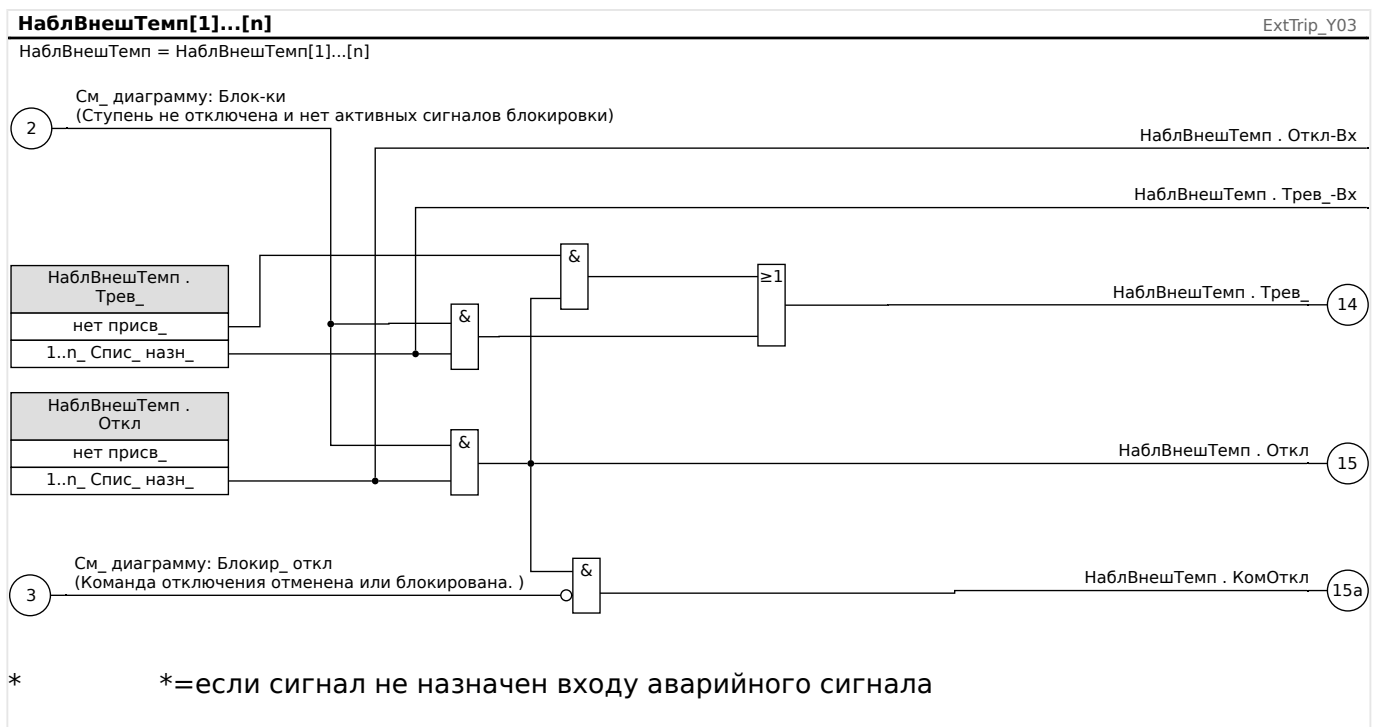 НаблВнешТемп[1]...[n]
ExtTrip_Y03
НаблВнешТемп = НаблВнешТемп[1]...[n]
См_ диаграмму: Блок-ки
(Ступень не отключена и нет активных сигналов блокировки)
2
НаблВнешТемп . Откл-Вх
НаблВнешТемп . Трев_-Вх
&
НаблВнешТемп .
Трев_
нет присв_
1..n_ Спис_ назн_
&
≥1
НаблВнешТемп . Трев_
14
НаблВнешТемп .
Откл
нет присв_
1..n_ Спис_ назн_
&
НаблВнешТемп . Откл
15
См_ диаграмму: Блокир_ откл
(Команда отключения отменена или блокирована. )
3
&
НаблВнешТемп . КомОткл
15a
* *=если сигнал не назначен входу аварийного сигнала